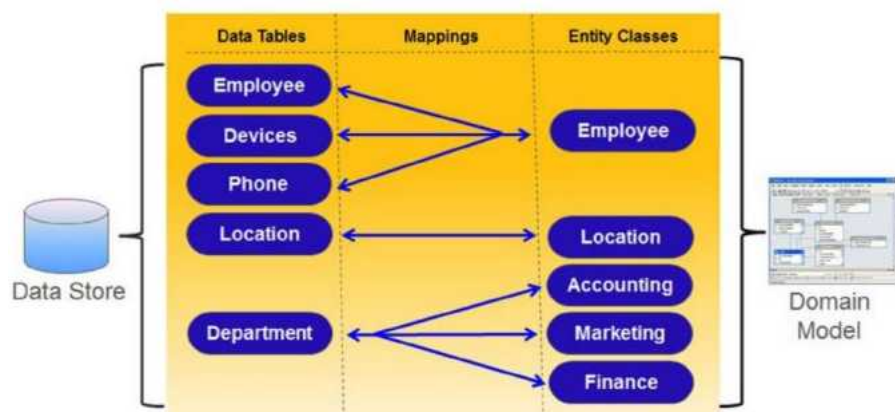 Data Tables
Mappings
Entity Classes
Employee
Devices
Employee
Phone
Location
Location
Data Store
Accounting
Department
Marketing
Domain
Model
Finance